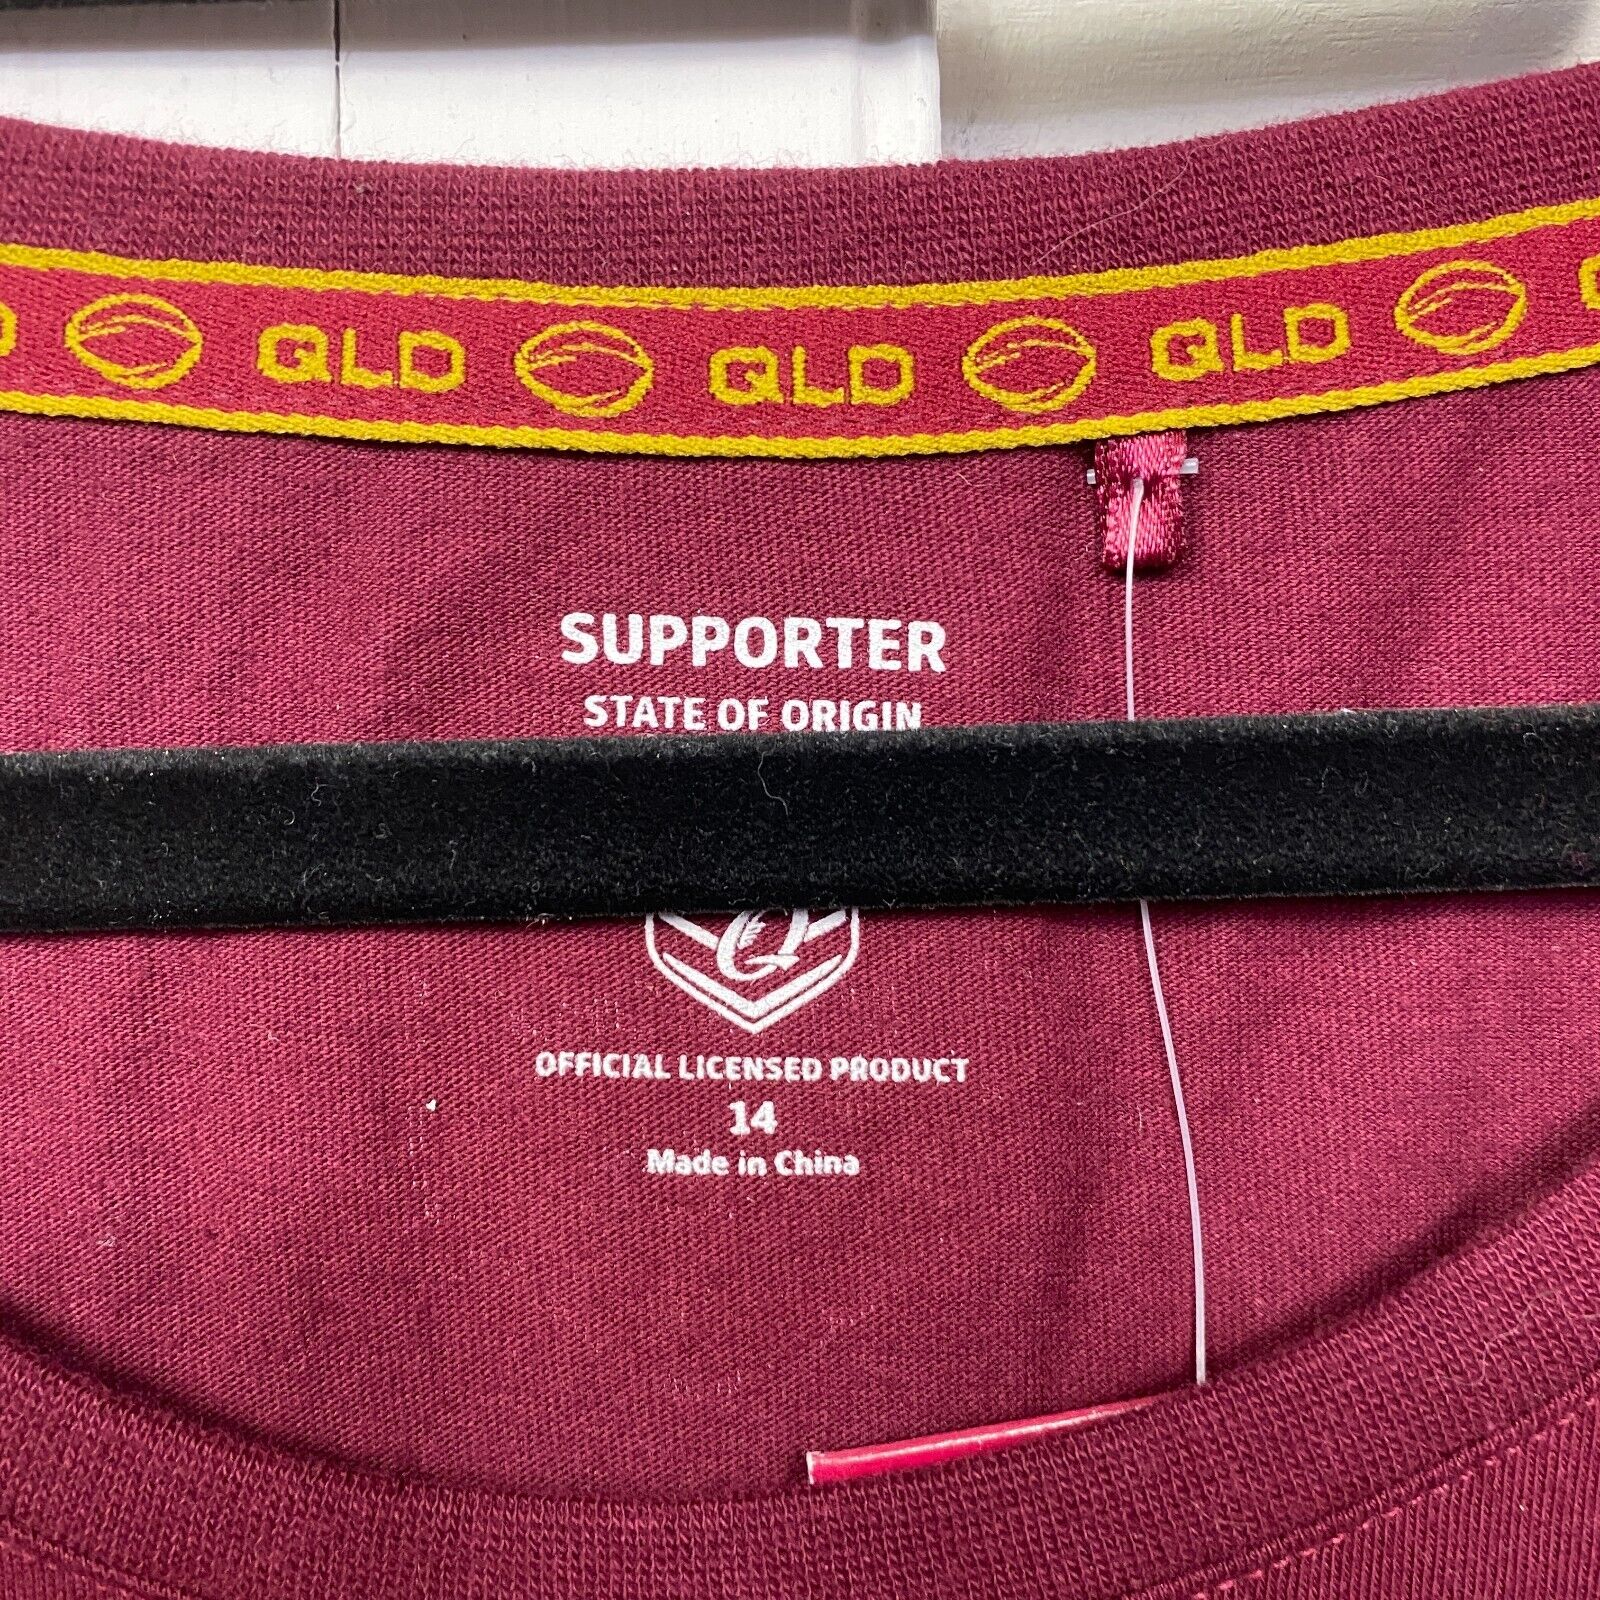 QLD QLD QLD
SUPPORTER
STATE OF ORIGIN
OFFICIAL LICENSED PRODUCT
14
Made in China